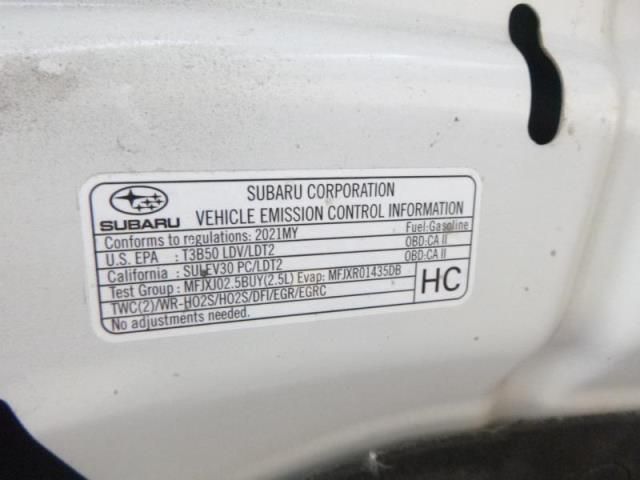 SUBARU CORPORATION
SUBARU VEHICLE EMISSION CONTROL INFORMATION
Conforms to regulations: 2021MY Fuel:Gasoline
U.S. EPA : T3B50 LDV/LDT2 OBD:CA II
California : SULEV30 PC/LDT2 OBD:CA II
Test Group : MFJXJ02.5BUY(2.5L) Evap: MFJXR01435DB
TWC(2)/WR-HO2S/HO2S/DFI/EGR/EGRC
No adjustments needed.
HC